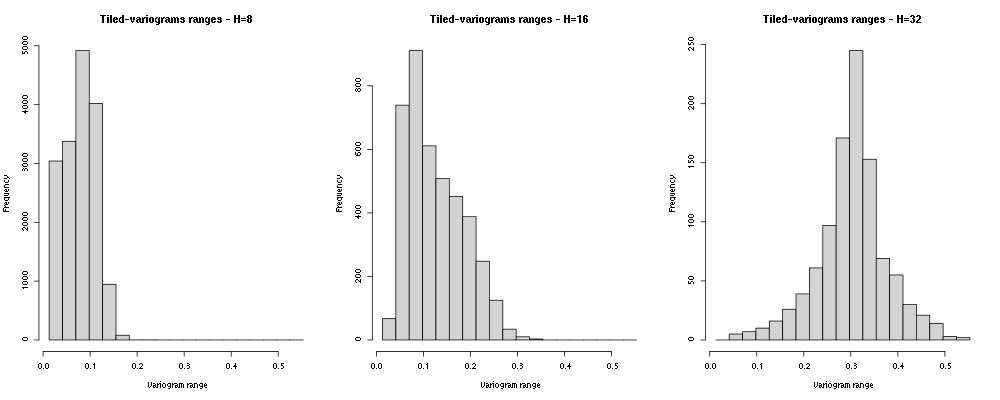 Tiled-variograms ranges - H=8
Frequency
5000
4000
3000
2000
1000
0
0.0 0.1 0.2 0.3 0.4 0.5
Variogram range
Tiled-variograms ranges - H=16
Frequency
800
600
400
200
0
0.0 0.1 0.2 0.3 0.4 0.5
Variogram range
Tiled-variograms ranges - H=32
Frequency
250
200
150
100
50
0
0.0 0.1 0.2 0.3 0.4 0.5
Variogram range